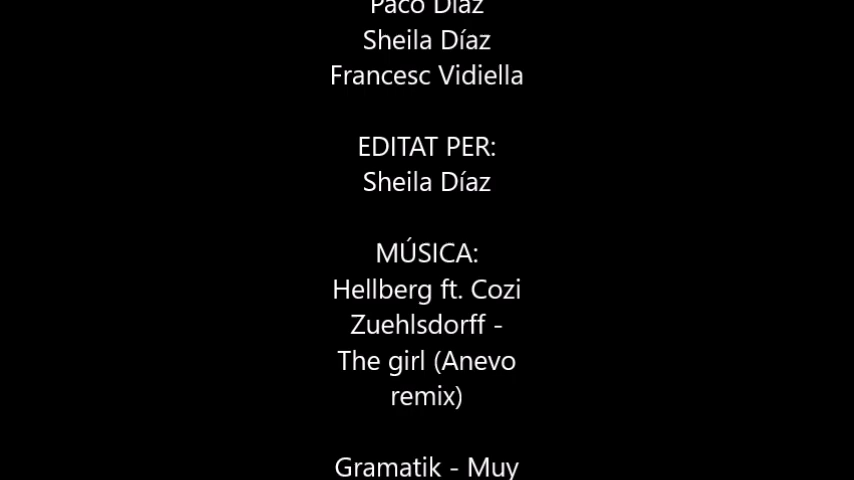 Paco Díaz
Sheila Díaz
Francesc Vidiella
EDITAT PER:
Sheila Díaz
MÚSICA:
Hellberg ft. Cozi
Zuehlsdorff -
The girl (Anevo
remix)
Gramatik - Muy